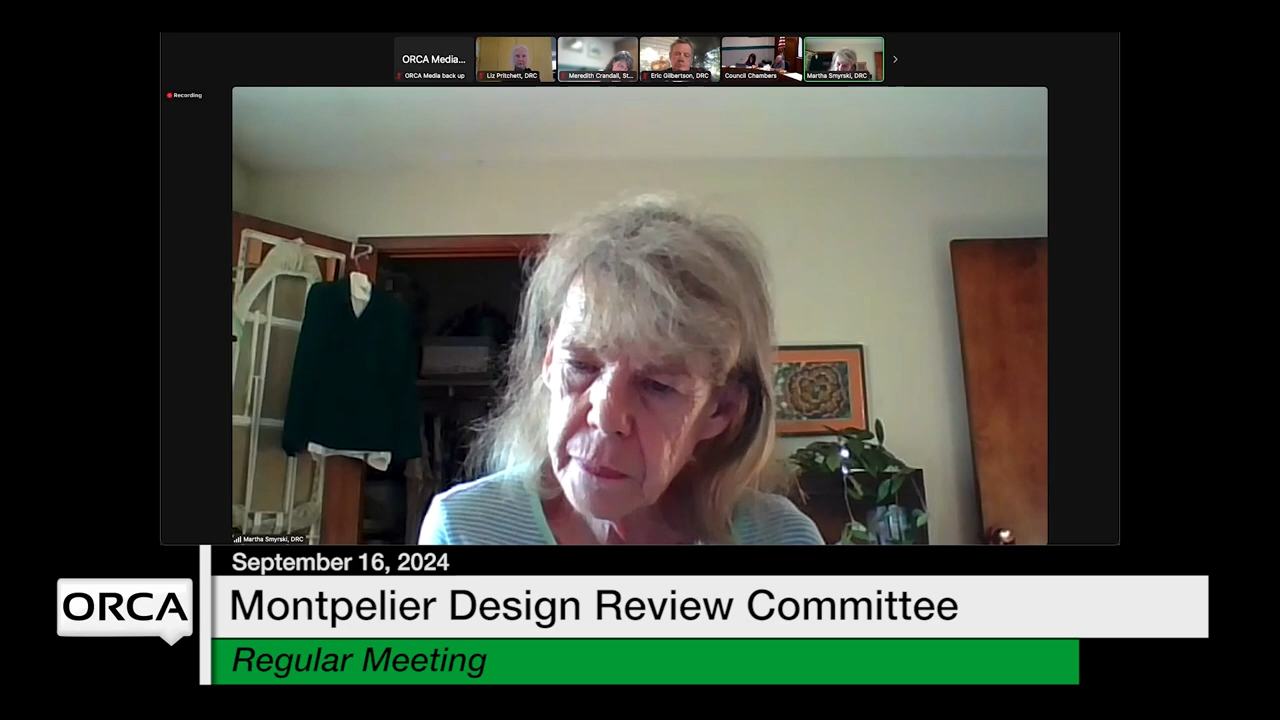 ORCA Media...
ORCA Media back up
Liz Pritchett, DRC
Meredith Crandall, St...
Eric Gilbertson, DRC
Council Chambers
Martha Smyrski, DRC
Recording
Martha Smyrski, DRC
September 16, 2024
ORCA
Montpelier Design Review Committee
Regular Meeting